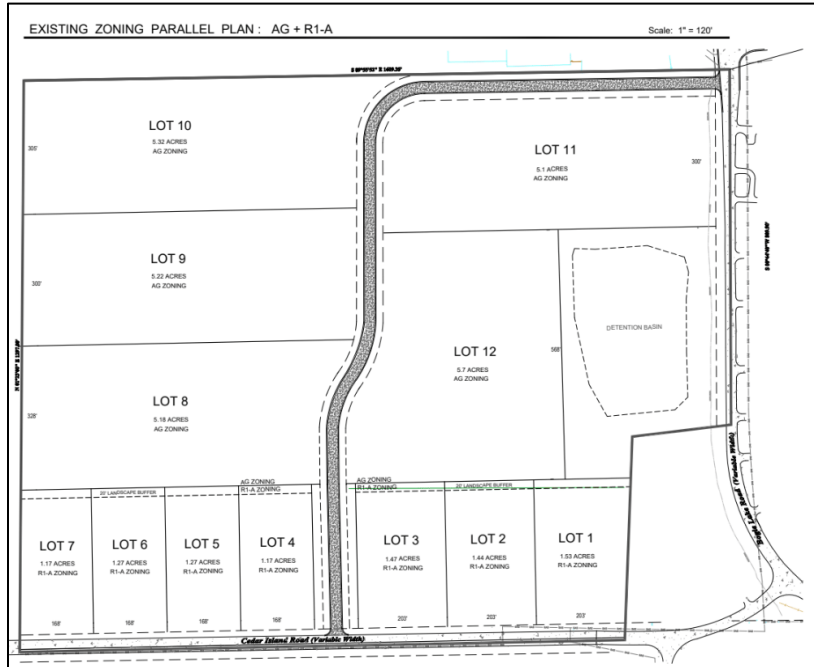 EXISTING ZONING PARALLEL PLAN : AG + R1-A
Scale: 1" = 120'
LOT 10
5.32 ACRES
AG ZONING
300'
LOT 11
5.1 ACRES
AG ZONING
300'
LOT 9
5.22 ACRES
AG ZONING
300'
DETENTION BASIN
LOT 12
5.7 ACRES
AG ZONING
568'
LOT 8
5.18 ACRES
AG ZONING
328'
AG ZONING
R1-A ZONING
AG ZONING
R1-A ZONING
20' LANDSCAPE BUFFER
20' LANDSCAPE BUFFER
LOT 7
1.17 ACRES
R1-A ZONING
168'
LOT 6
1.27 ACRES
R1-A ZONING
168'
LOT 5
1.27 ACRES
R1-A ZONING
168'
LOT 4
1.17 ACRES
R1-A ZONING
168'
LOT 3
1.47 ACRES
R1-A ZONING
202'
LOT 2
1.44 ACRES
R1-A ZONING
203'
LOT 1
1.53 ACRES
R1-A ZONING
203'
Cedar Island Road (Variable Width)
Lake Road (Variable Width)